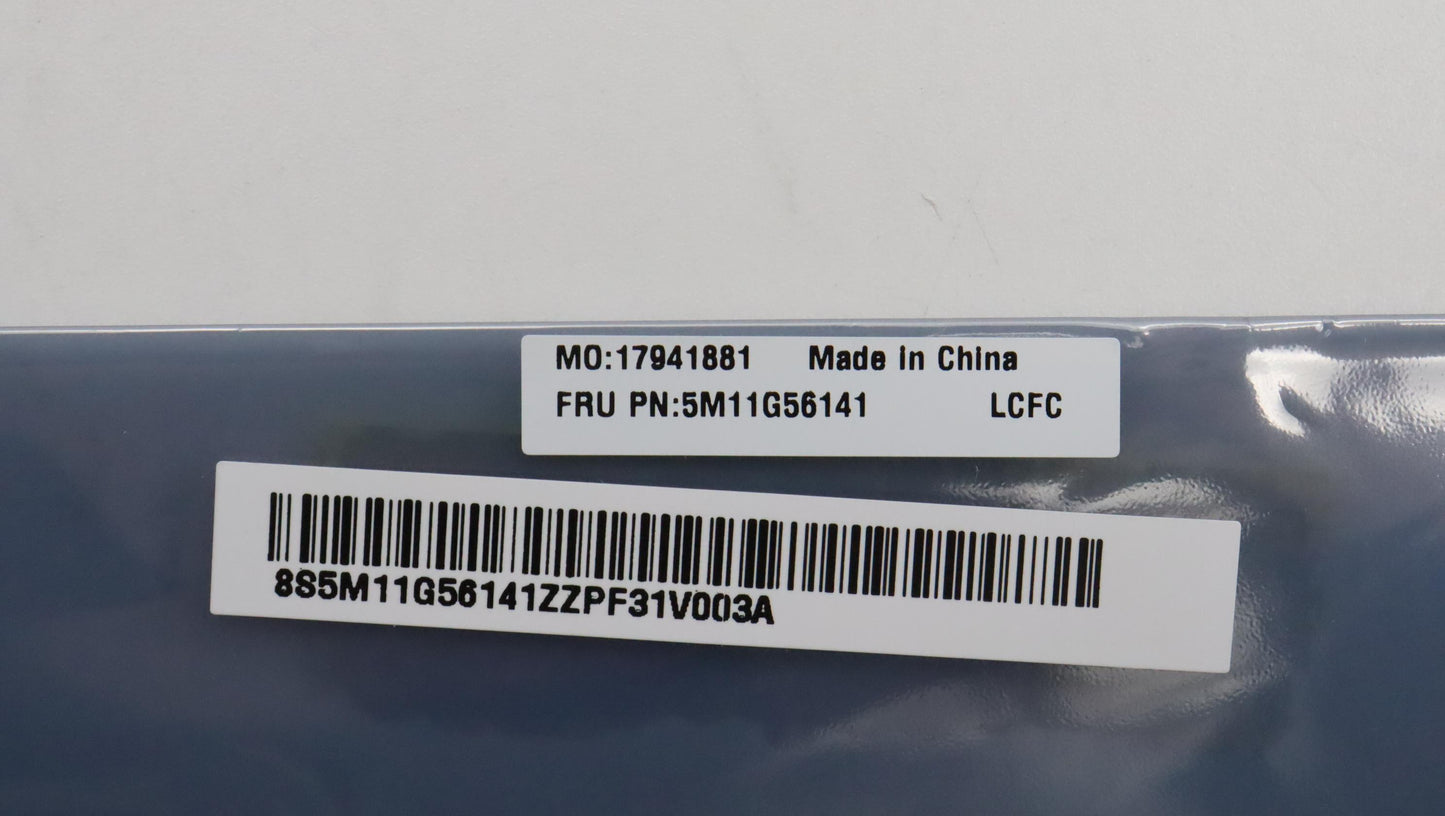 MO:17941881 Made in China
FRU PN:5M11G56141 LCFC
8S5M11G56141ZZPF31V003A